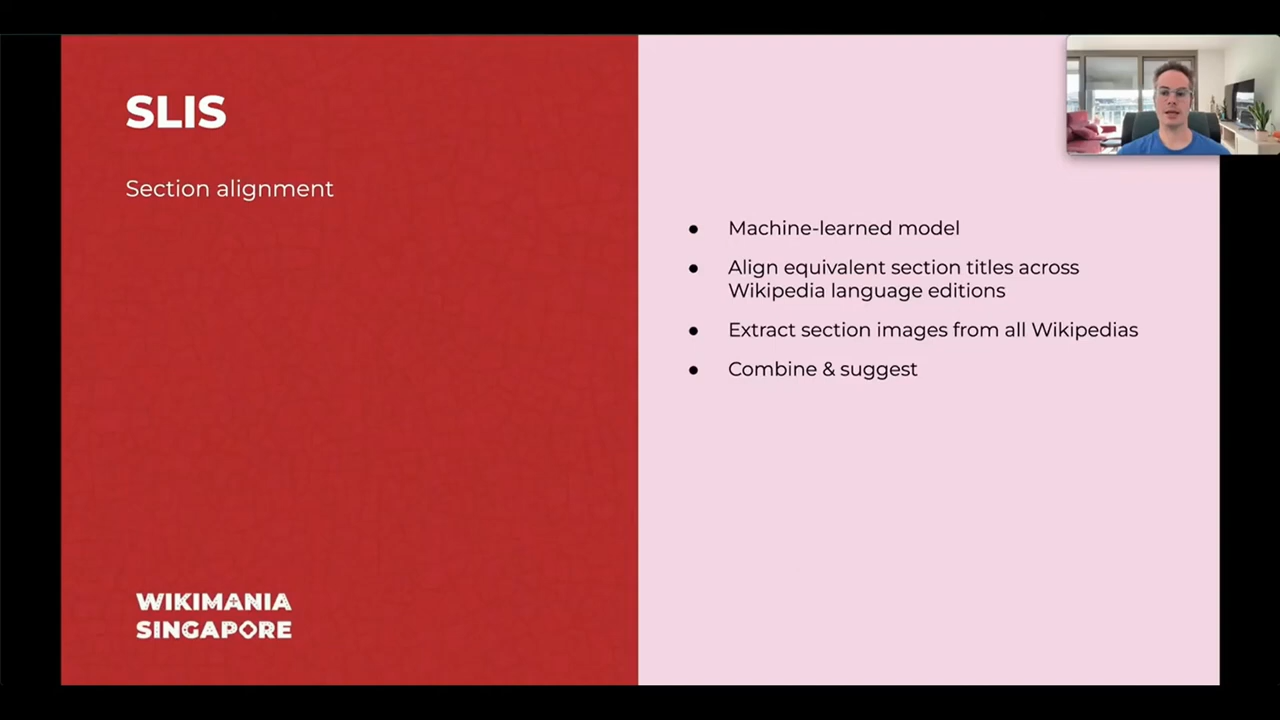 SLIS
Section alignment
● Machine-learned model
● Align equivalent section titles across
Wikipedia language editions
● Extract section images from all Wikipedias
● Combine & suggest
WIKIMANIA
SINGAPORE